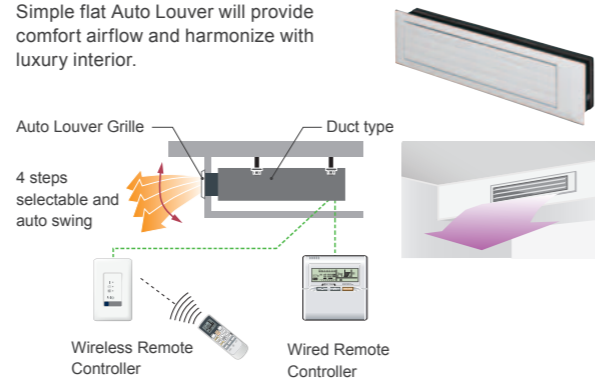 Simple flat Auto Louver will provide
comfort airflow and harmonize with
luxury interior.
Auto Louver Grille
Duct type
4 steps
selectable and
auto swing
Wireless Remote
Controller
Wired Remote
Controller